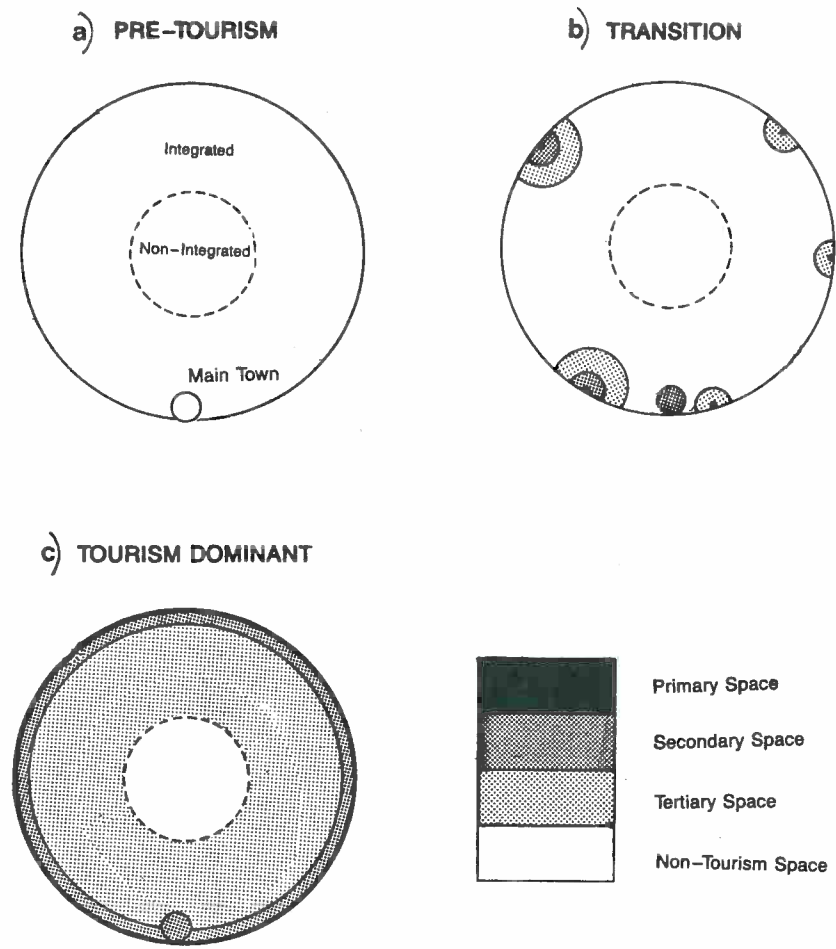 a) PRE-TOURISM
b) TRANSITION
Integrated
Non-Integrated
Main Town
c) TOURISM DOMINANT
Primary Space
Secondary Space
Tertiary Space
Non-Tourism Space